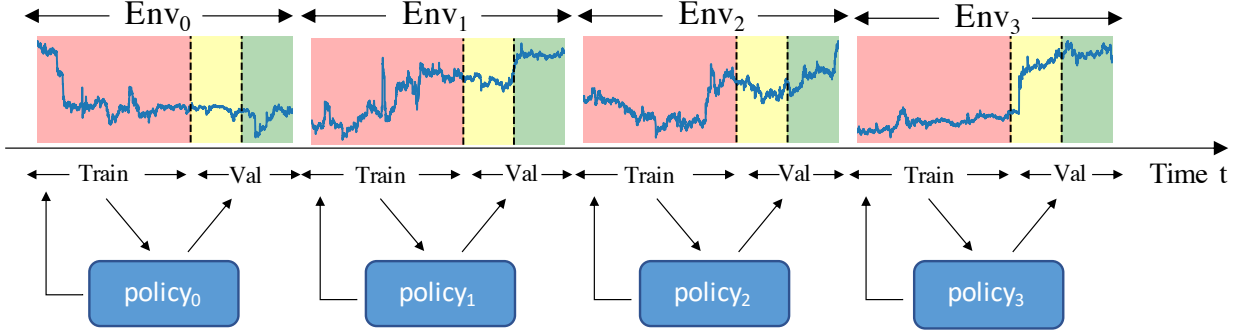 Env₀ Env₁ Env₂ Env₃
Train Val Train Val Train Val Train Val Time t
policy₀ policy₁ policy₂ policy₃